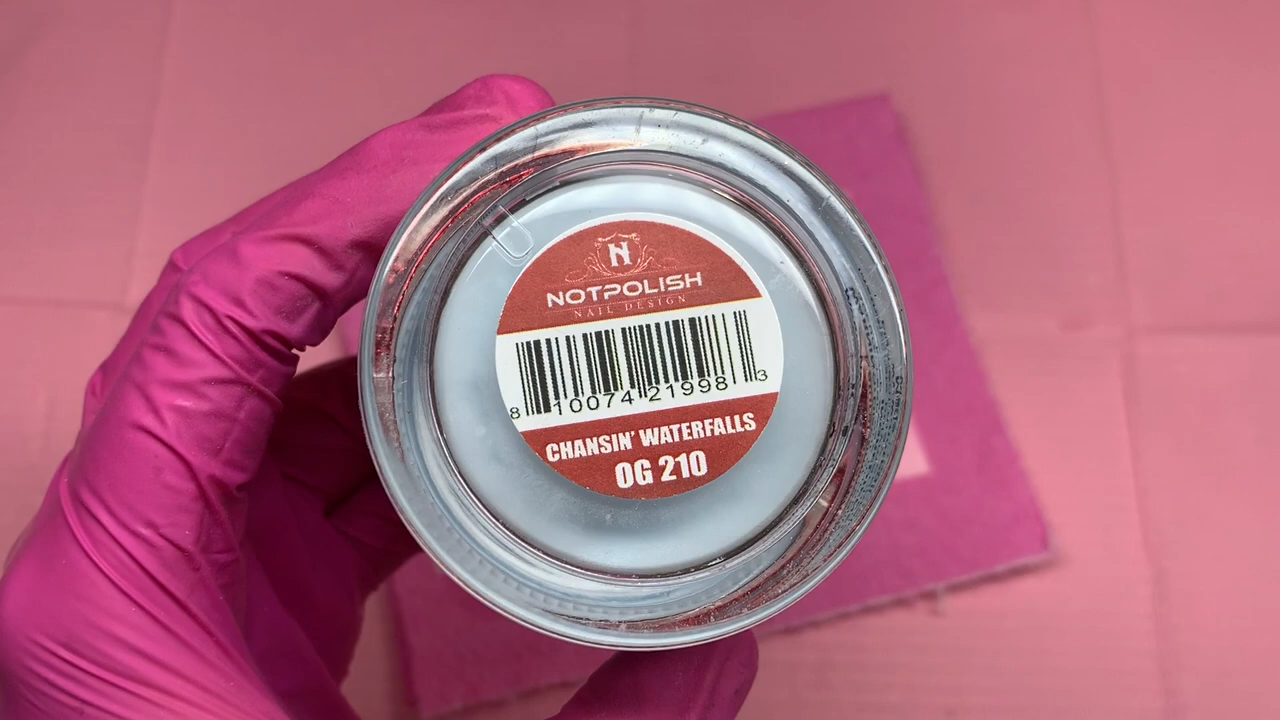 N
NOTPOLISH
NAIL DESIGN
8 10074 21998 3
CHANSIN' WATERFALLS
OG 210